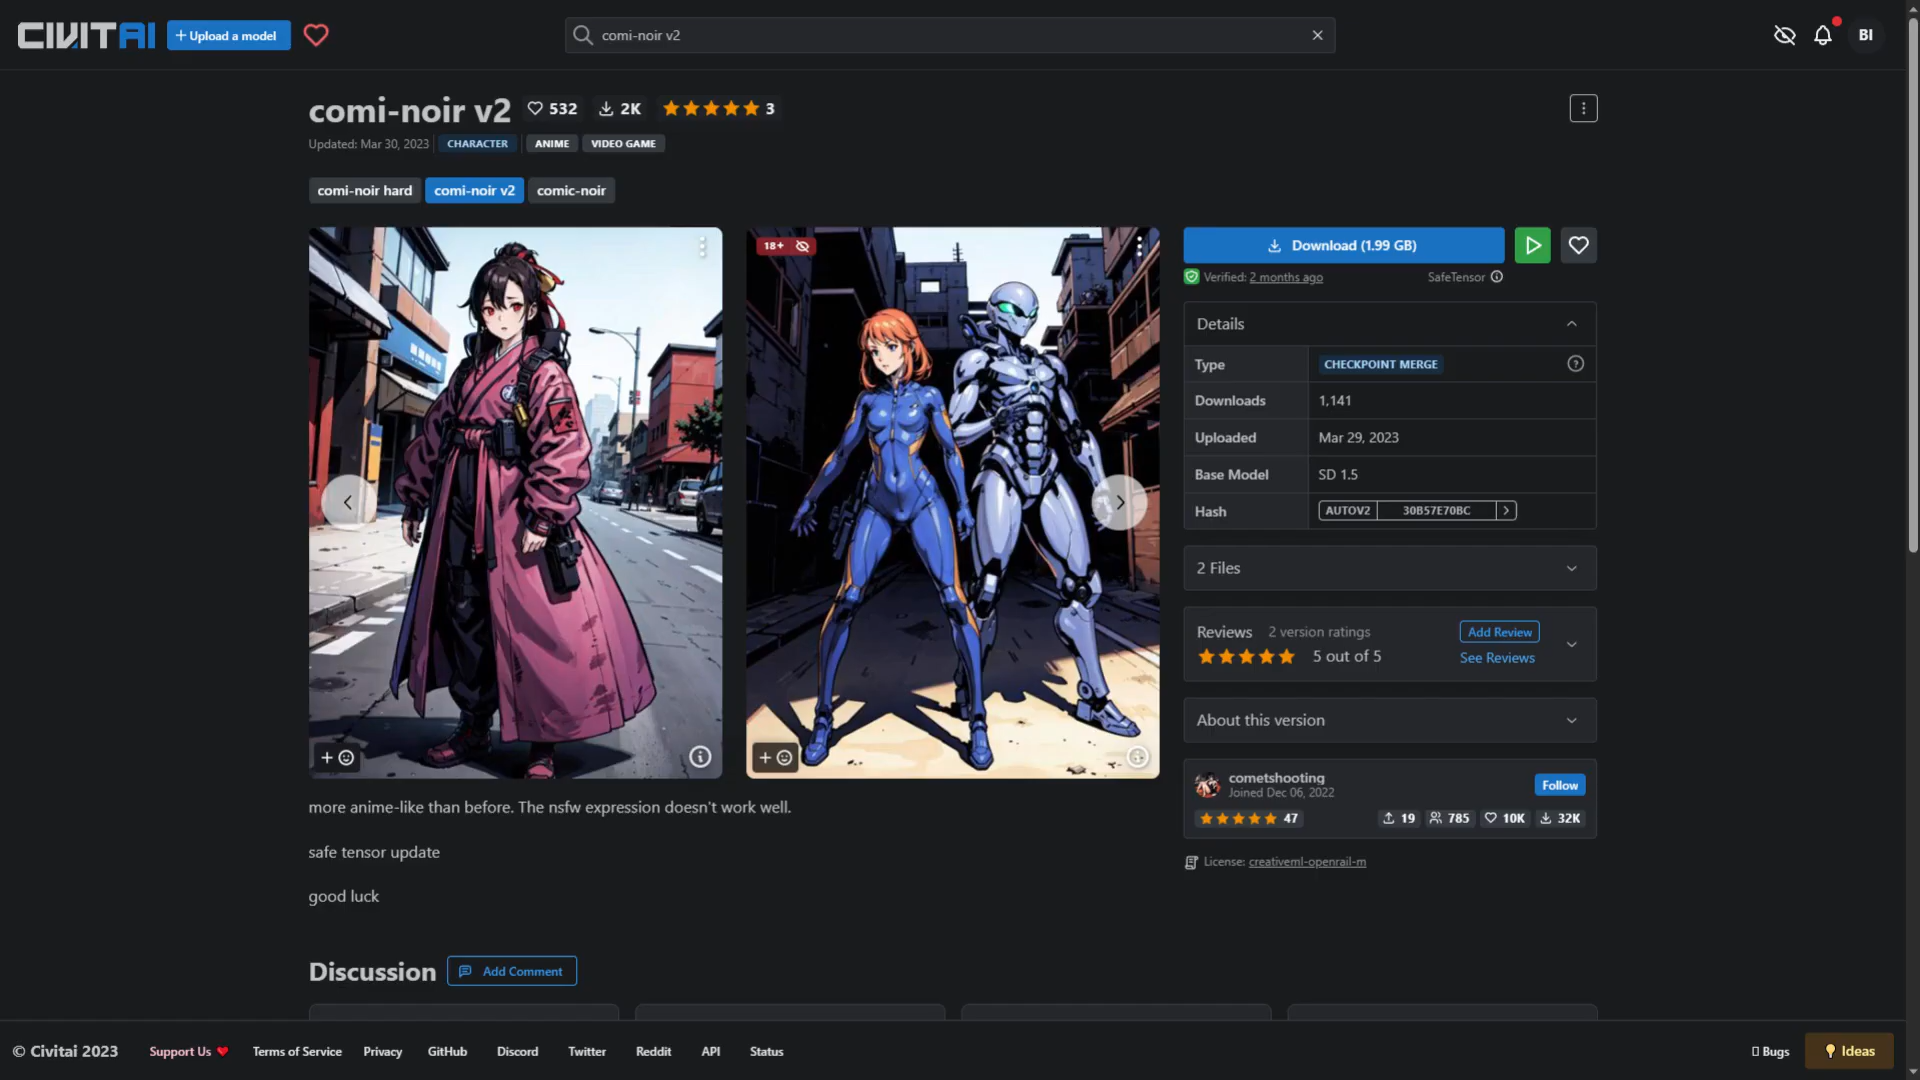 CIVITAI
+ Upload a model
comi-noir v2
BI
comi-noir v2
532
2K
3
Updated: Mar 30, 2023
CHARACTER
ANIME
VIDEO GAME
comi-noir hard
comi-noir v2
comic-noir
18+
Download (1.99 GB)
Verified: 2 months ago
SafeTensor
Details
Type
CHECKPOINT MERGE
Downloads
1,141
Uploaded
Mar 29, 2023
Base Model
SD 1.5
Hash
AUTOV2
30B57E70BC
2 Files
Reviews
2 version ratings
Add Review
5 out of 5
See Reviews
About this version
cometshooting
Joined Dec 06, 2022
Follow
47
19
785
10K
32K
License: creativeml-openrail-m
more anime-like than before. The nsfw expression doesn't work well.
safe tensor update
good luck
Discussion
Add Comment
© Civitai 2023
Support Us
Terms of Service
Privacy
GitHub
Discord
Twitter
Reddit
API
Status
Bugs
Ideas